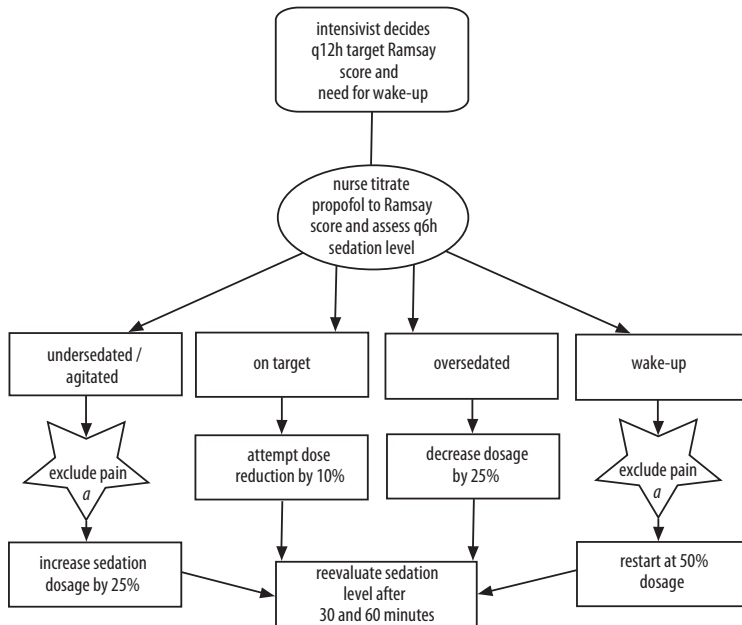 intensivist decides
q12h target Ramsay
score and
need for wake-up
nurse titrate
propofol to Ramsay
score and assess q6h
sedation level
undersedated /
agitated
on target
oversedated
wake-up
exclude pain
a
attempt dose
reduction by 10%
decrease dosage
by 25%
exclude pain
a
increase sedation
dosage by 25%
reevaluate sedation
level after
30 and 60 minutes
restart at 50%
dosage